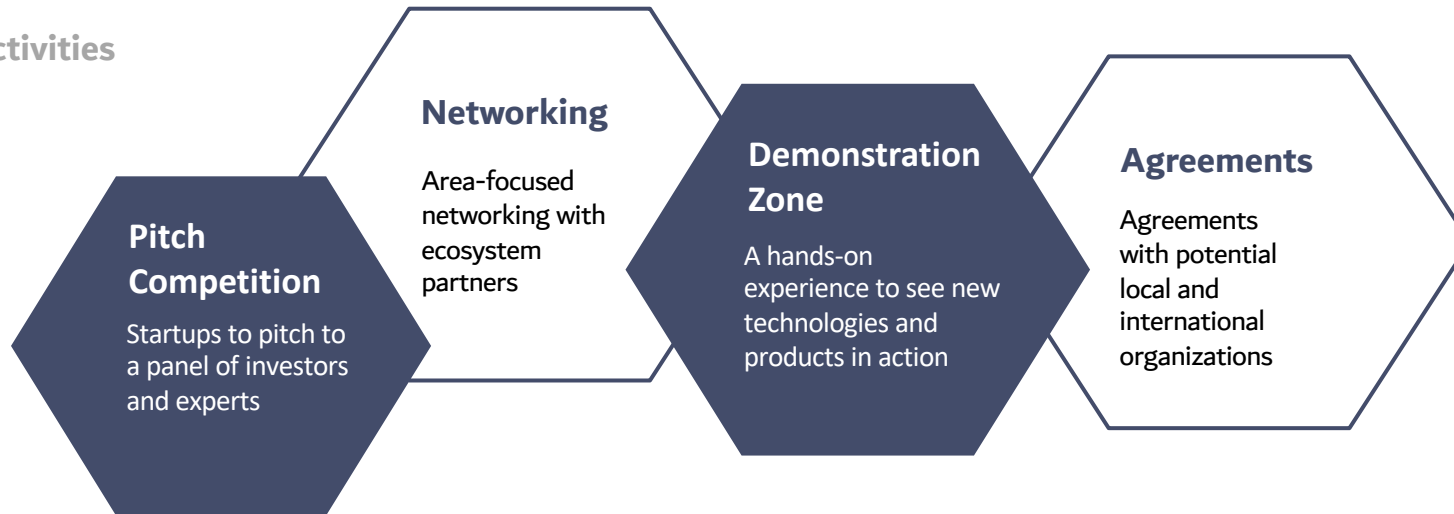 ctivities
Pitch
Competition
Startups to pitch to
a panel of investors
and experts
Networking
Area-focused
networking with
ecosystem
partners
Demonstration
Zone
A hands-on
experience to see new
technologies and
products in action
Agreements
Agreements
with potential
local and
international
organizations